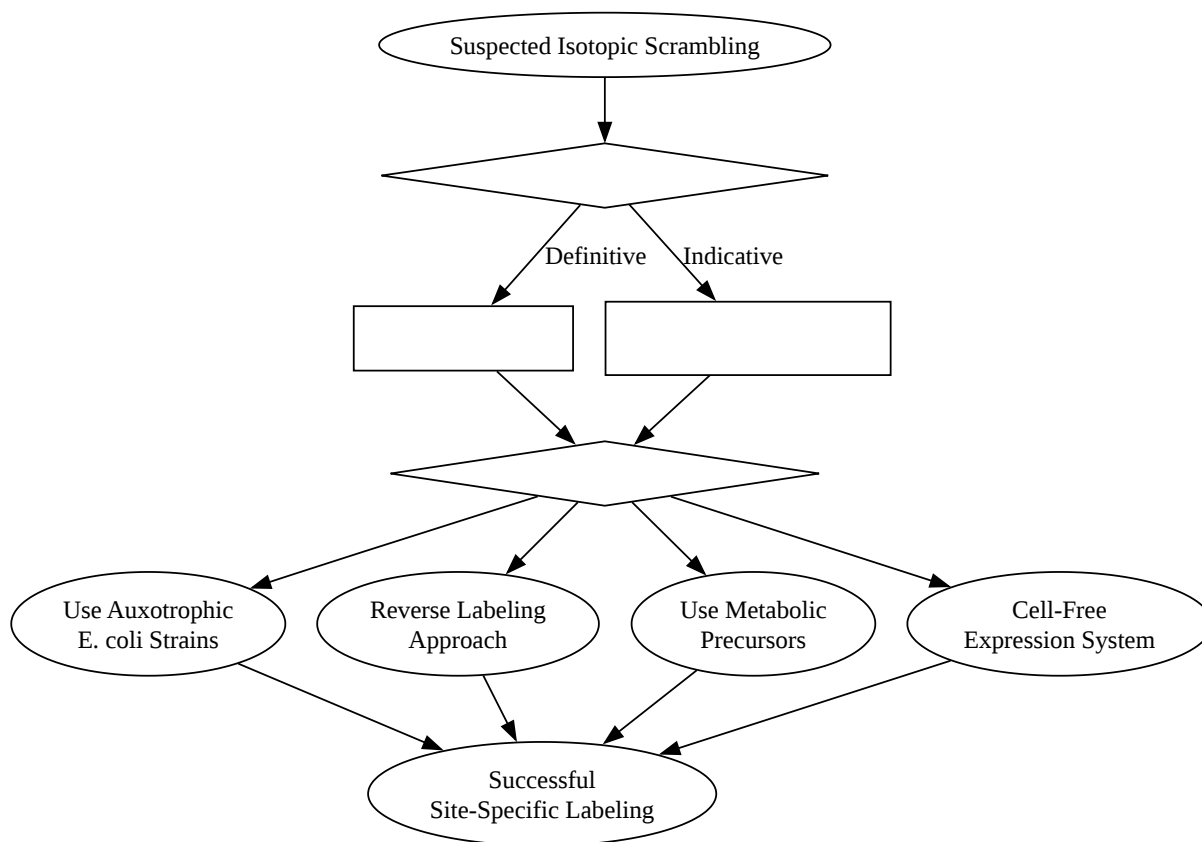 Suspected Isotopic Scrambling
Definitive
Indicative
Use Auxotrophic
E. coli Strains
Reverse Labeling
Approach
Use Metabolic
Precursors
Cell-Free
Expression System
Successful
Site-Specific Labeling